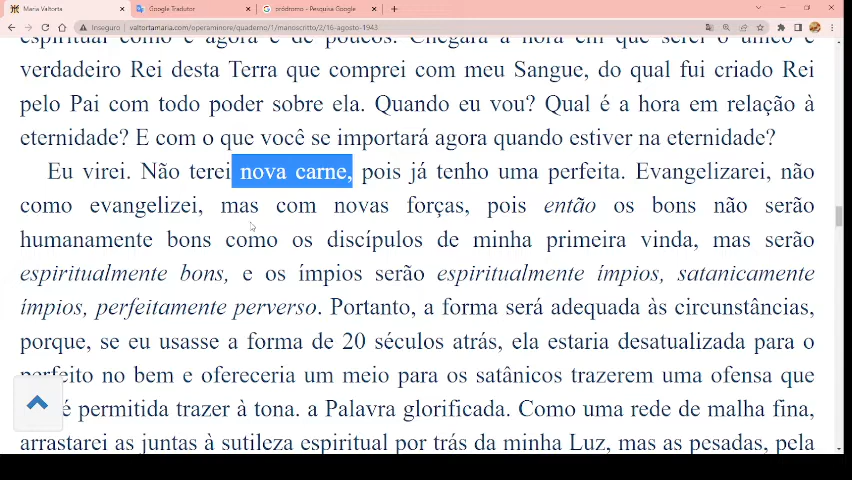 Maria Valtorta
Google Tradutor
pródromo - Pesquisa Google
Inseguro | valtortamaria.com/operaminore/quaderno/1/manoscritto/2/16-agosto-1943
espiritual como é agora e de poucos. Chegará a hora em que serei o único e
verdadeiro Rei desta Terra que comprei com meu Sangue, do qual fui criado Rei
pelo Pai com todo poder sobre ela. Quando eu vou? Qual é a hora em relação à
eternidade? E com o que você se importará agora quando estiver na eternidade?
Eu virei. Não terei nova carne, pois já tenho uma perfeita. Evangelizarei, não
como evangelizei, mas com novas forças, pois então os bons não serão
humanamente bons como os discípulos de minha primeira vinda, mas serão
espiritualmente bons, e os ímpios serão espiritualmente ímpios, satanicamente
ímpios, perfeitamente perverso. Portanto, a forma será adequada às circunstâncias,
porque, se eu usasse a forma de 20 séculos atrás, ela estaria desatualizada para o
perfeito no bem e ofereceria um meio para os satânicos trazerem uma ofensa que
é permitida trazer à tona. a Palavra glorificada. Como uma rede de malha fina,
arrastarei as juntas à sutileza espiritual por trás da minha Luz, mas as pesadas, pela